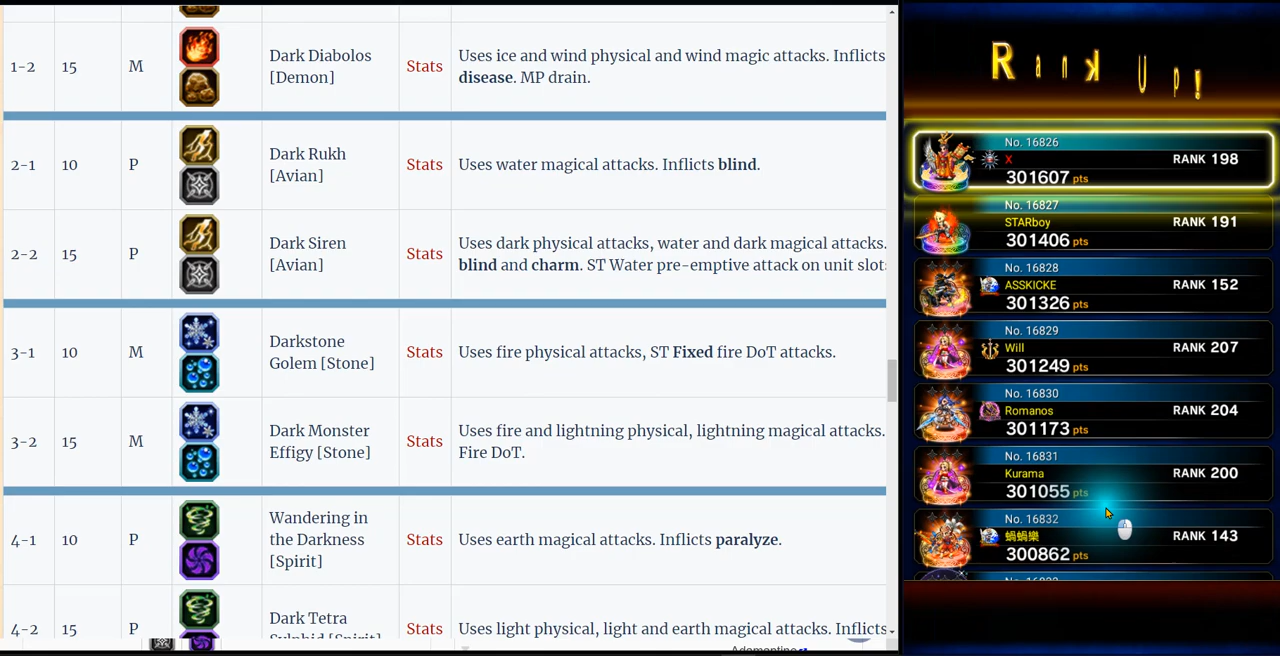 1-2 15 M Dark Diabolos [Demon] Stats Uses ice and wind physical and wind magic attacks. Inflicts disease. MP drain.
2-1 10 P Dark Rukh [Avian] Stats Uses water magical attacks. Inflicts blind.
2-2 15 P Dark Siren [Avian] Stats Uses dark physical attacks, water and dark magical attacks. blind and charm. ST Water pre-emptive attack on unit slot
3-1 10 M Darkstone Golem [Stone] Stats Uses fire physical attacks, ST Fixed fire DoT attacks.
3-2 15 M Dark Monster Effigy [Stone] Stats Uses fire and lightning physical, lightning magical attacks. Fire DoT.
4-1 10 P Wandering in the Darkness [Spirit] Stats Uses earth magical attacks. Inflicts paralyze.
4-2 15 P Dark Tetra Sylphid [Spirit] Stats Uses light physical, light and earth magical attacks. Inflicts
Rank Up!
No. 16826
X RANK 198
301607 pts
No. 16827
STARboy RANK 191
301406 pts
No. 16828
ASSKICKE RANK 152
301326 pts
No. 16829
Will RANK 207
301249 pts
No. 16830
Romanos RANK 204
301173 pts
No. 16831
Kurama RANK 200
301055 pts
No. 16832
蝸蝸樂 RANK 143
300862 pts